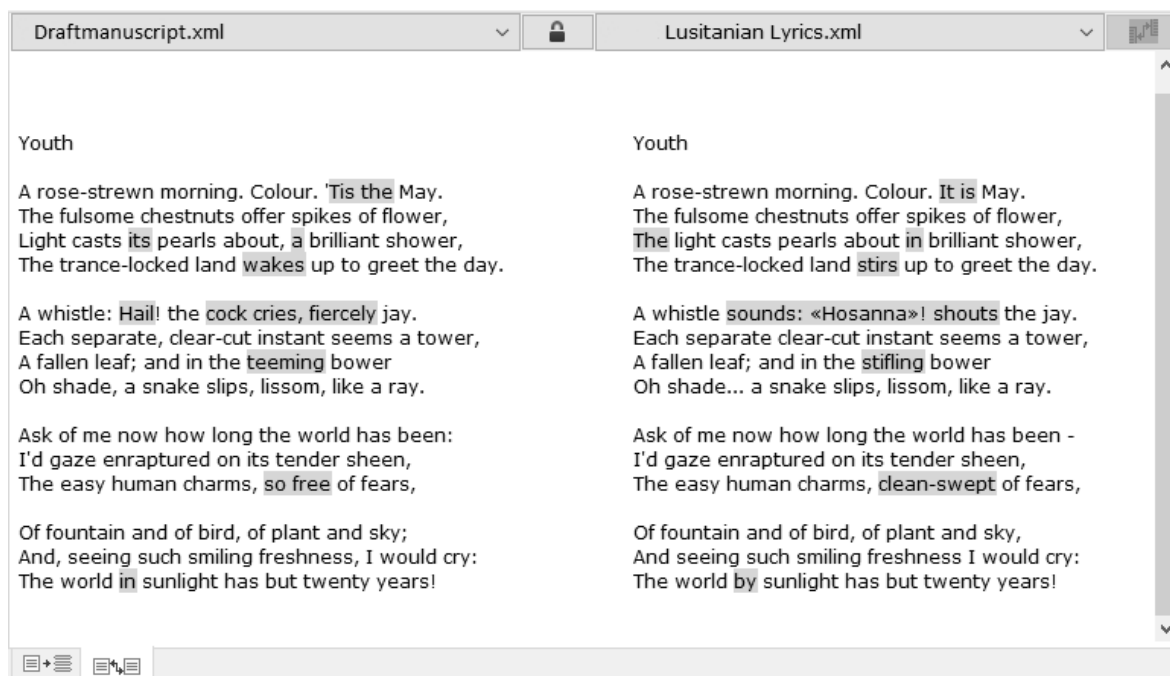 Draftmanuscript.xml
Lusitanian Lyrics.xml
Youth
A rose-strewn morning. Colour. 'Tis the May.
The fulsome chestnuts offer spikes of flower,
Light casts its pearls about, a brilliant shower,
The trance-locked land wakes up to greet the day.
A whistle: Hail! the cock cries, fiercely jay.
Each separate, clear-cut instant seems a tower,
A fallen leaf; and in the teeming bower
Oh shade, a snake slips, lissom, like a ray.
Ask of me now how long the world has been:
I'd gaze enraptured on its tender sheen,
The easy human charms, so free of fears,
Of fountain and of bird, of plant and sky;
And, seeing such smiling freshness, I would cry:
The world in sunlight has but twenty years!
Youth
A rose-strewn morning. Colour. It is May.
The fulsome chestnuts offer spikes of flower,
The light casts pearls about in brilliant shower,
The trance-locked land stirs up to greet the day.
A whistle sounds: «Hosanna»! shouts the jay.
Each separate clear-cut instant seems a tower,
A fallen leaf; and in the stifling bower
Oh shade... a snake slips, lissom, like a ray.
Ask of me now how long the world has been -
I'd gaze enraptured on its tender sheen,
The easy human charms, clean-swept of fears,
Of fountain and of bird, of plant and sky,
And seeing such smiling freshness I would cry:
The world by sunlight has but twenty years!